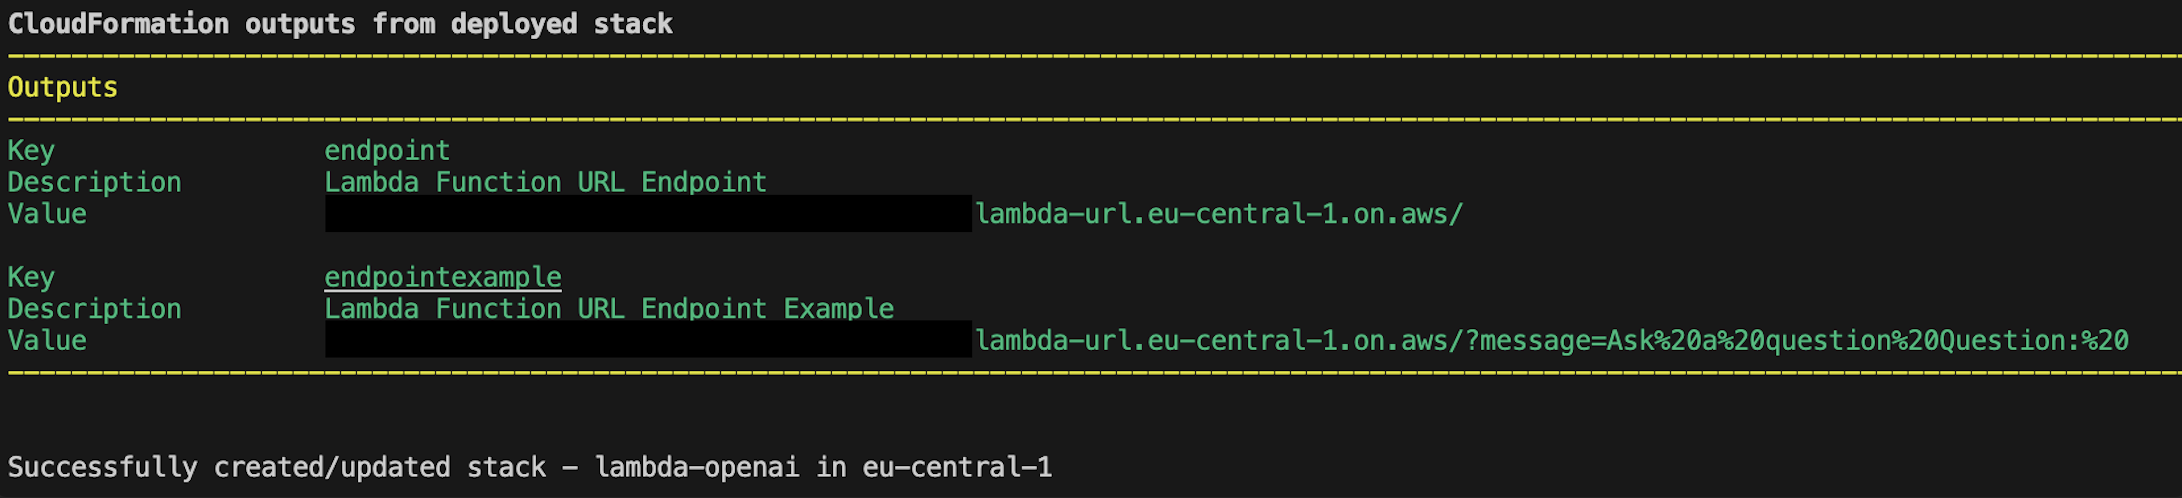 CloudFormation outputs from deployed stack
Outputs
Key endpoint
Description Lambda Function URL Endpoint
Value lambda-url.eu-central-1.on.aws/
Key endpointexample
Description Lambda Function URL Endpoint Example
Value lambda-url.eu-central-1.on.aws/?message=Ask%20a%20question%20Question:%20
Successfully created/updated stack - lambda-openai in eu-central-1